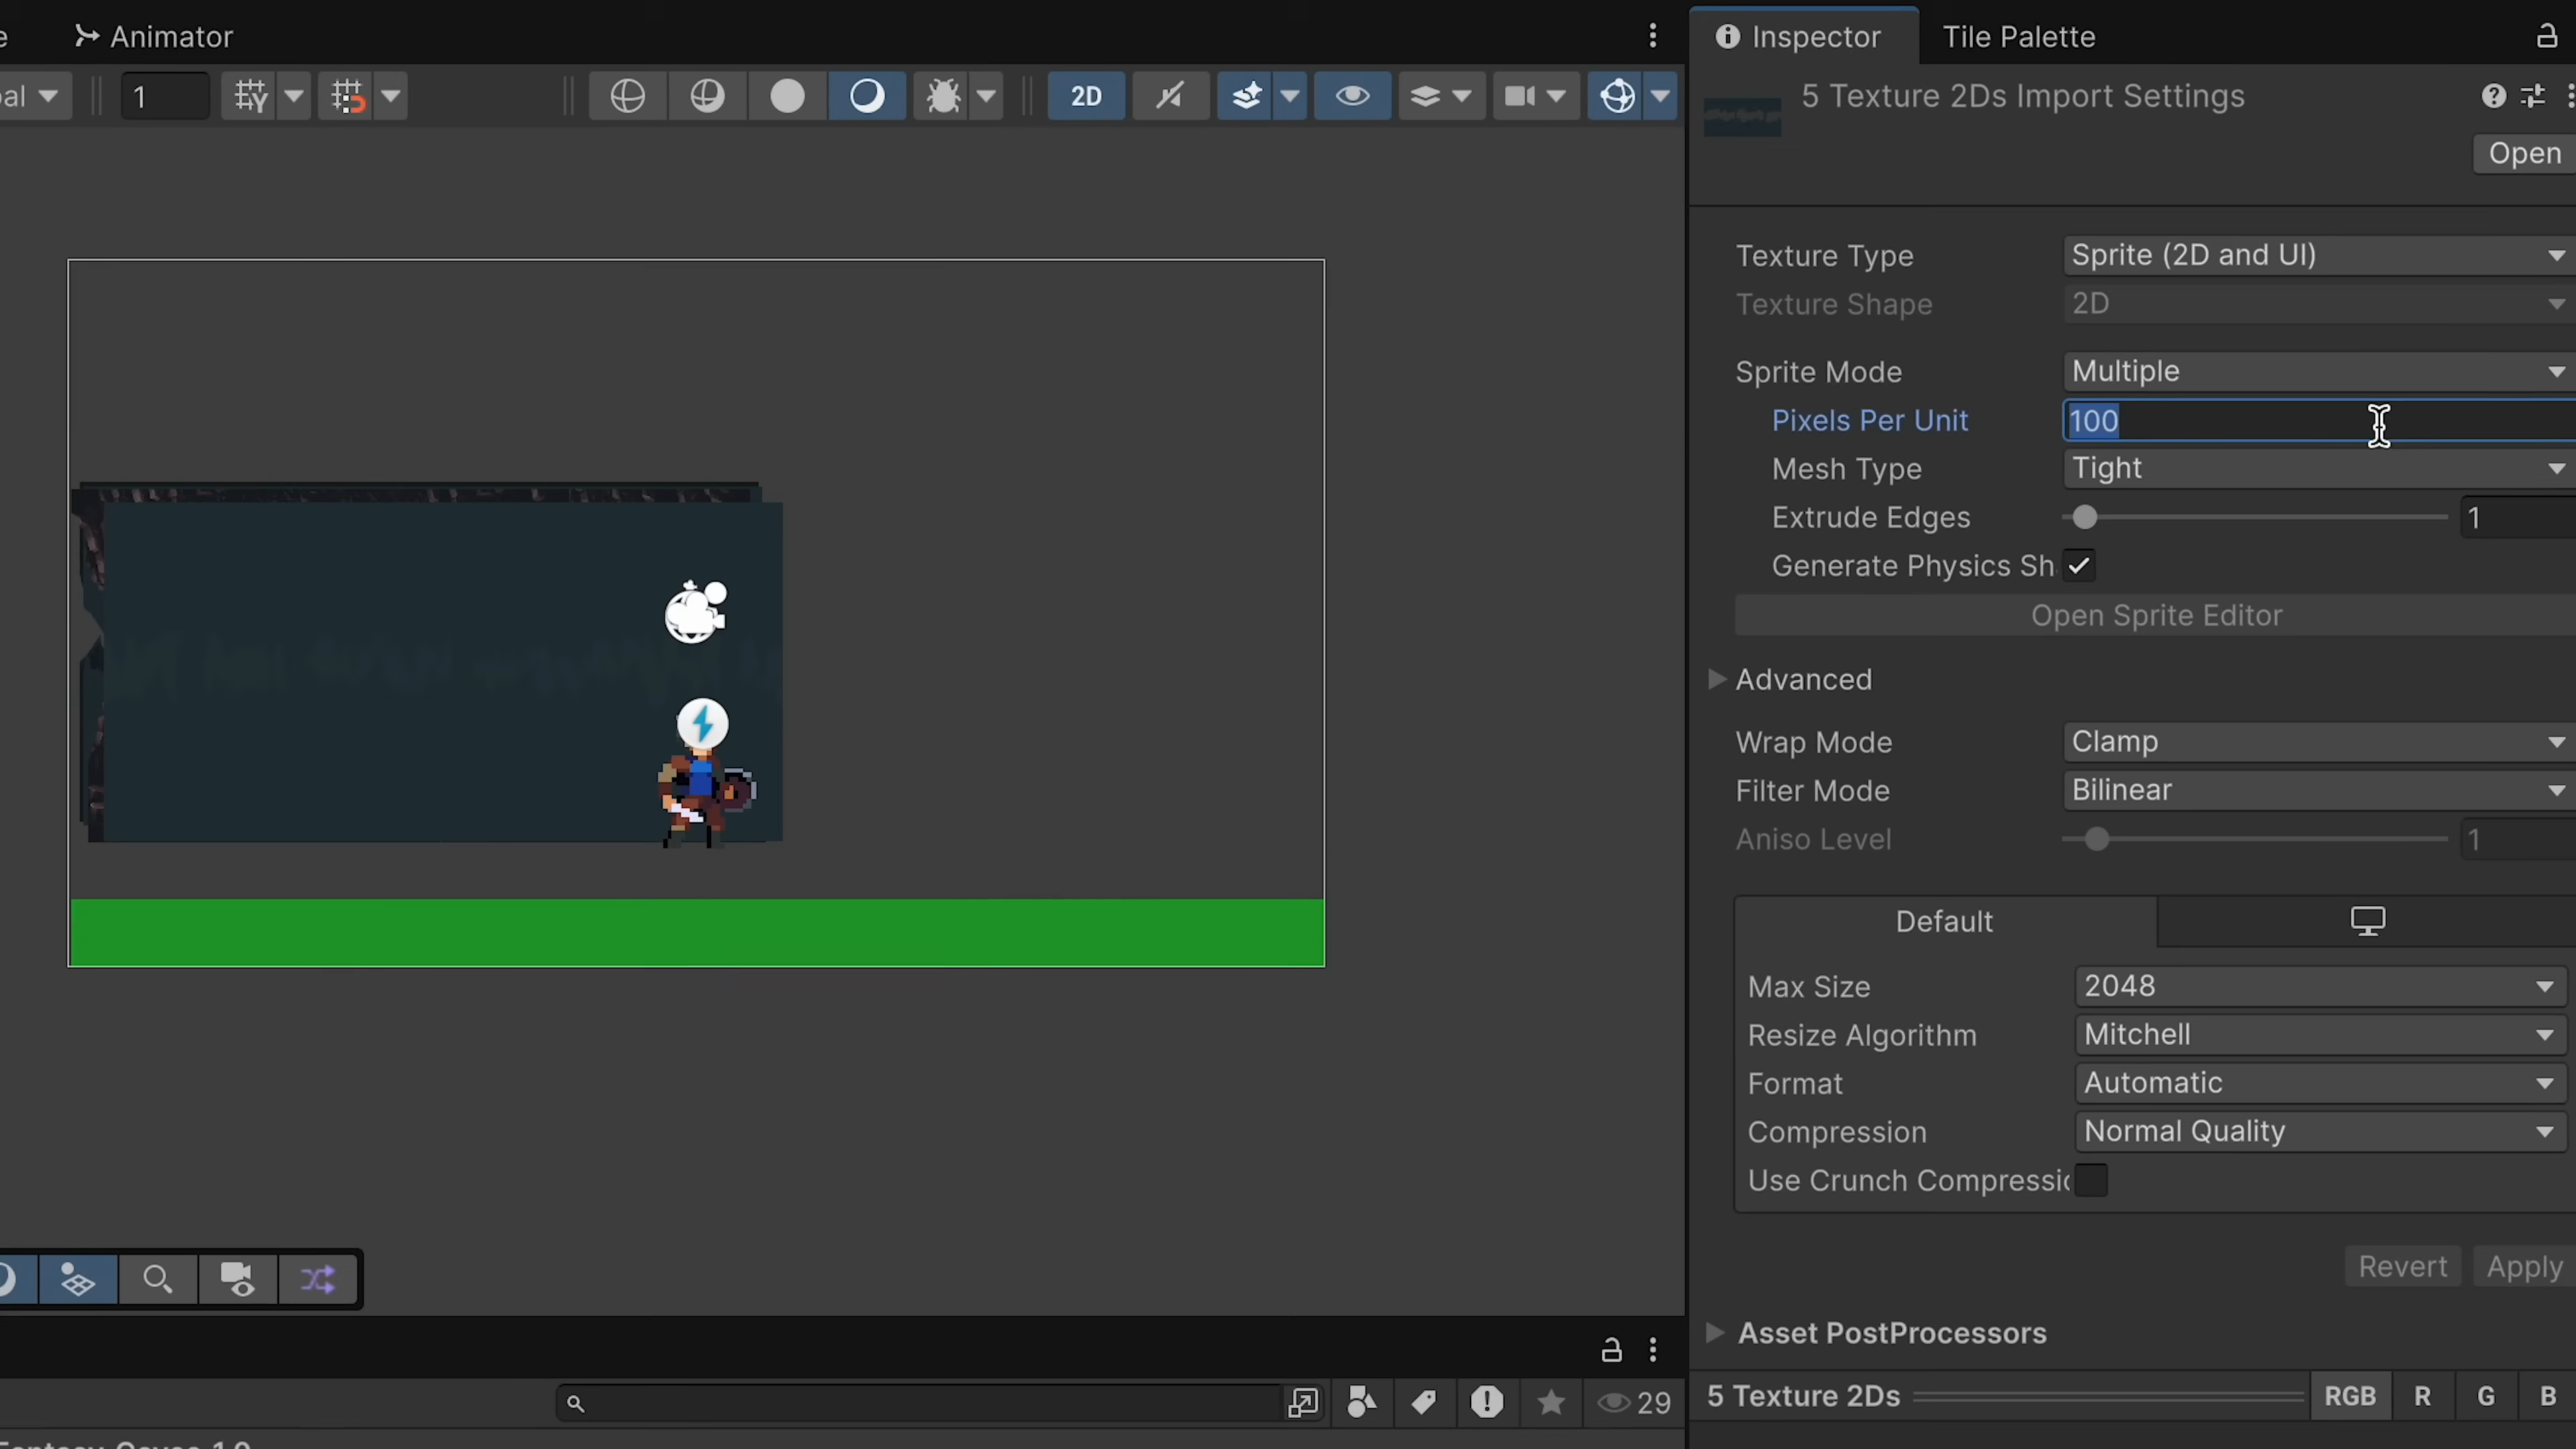 Animator
Inspector
Tile Palette
1
2D
5 Texture 2Ds Import Settings
Open
Texture Type
Sprite (2D and UI)
Texture Shape
2D
Sprite Mode
Multiple
Pixels Per Unit
100
Mesh Type
Tight
Extrude Edges
1
Generate Physics Sh
Open Sprite Editor
Advanced
Wrap Mode
Clamp
Filter Mode
Bilinear
Aniso Level
1
Default
Max Size
2048
Resize Algorithm
Mitchell
Format
Automatic
Compression
Normal Quality
Use Crunch Compressi
Revert
Apply
Asset PostProcessors
29
5 Texture 2Ds
RGB
R
G
B